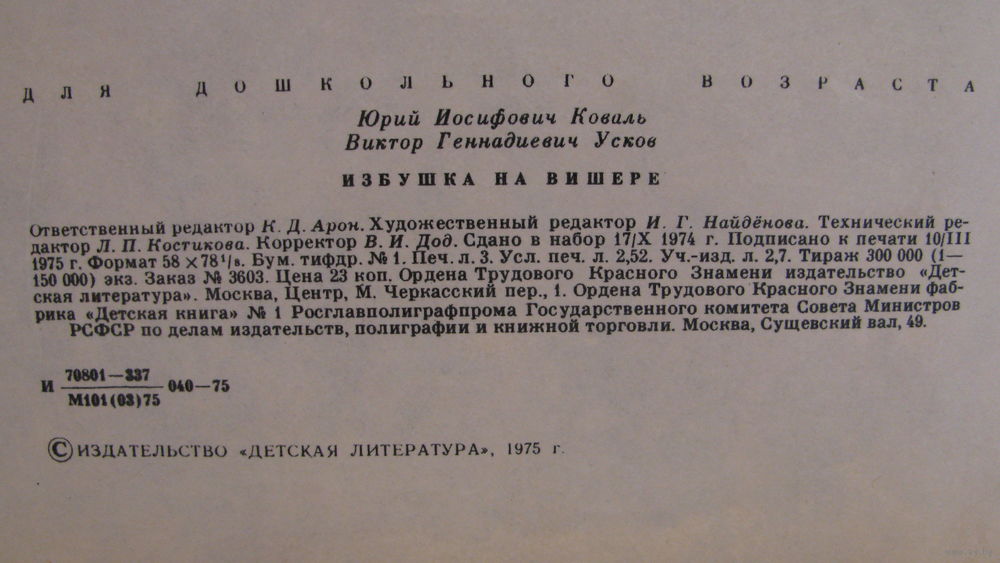 ДЛЯ ДОШКОЛЬНОГО ВОЗРАСТА
Юрий Иосифович Коваль
Виктор Геннадиевич Усков
ИЗБУШКА НА ВИШЕРЕ
Ответственный редактор К. Д. Арон. Художественный редактор И. Г. Найдёнова. Технический ре-
дактор Л. П. Костикова. Корректор В. И. Дод. Сдано в набор 17/X 1974 г. Подписано к печати 10/III
1975 г. Формат 58×78¹/₈. Бум. тифдр. № 1. Печ. л. 3. Усл. печ. л. 2,52. Уч.-изд. л. 2,7. Тираж 300 000 (1—
150 000) экз. Заказ № 3603. Цена 23 коп. Ордена Трудового Красного Знамени издательство «Дет-
ская литература». Москва, Центр, М. Черкасский пер., 1. Ордена Трудового Красного Знамени фаб-
рика «Детская книга» № 1 Росглавполиграфпрома Государственного комитета Совета Министров
РСФСР по делам издательств, полиграфии и книжной торговли. Москва, Сущевский вал, 49.
И 70801—337 040—75
М101(03)75
© ИЗДАТЕЛЬСТВО «ДЕТСКАЯ ЛИТЕРАТУРА», 1975 г.